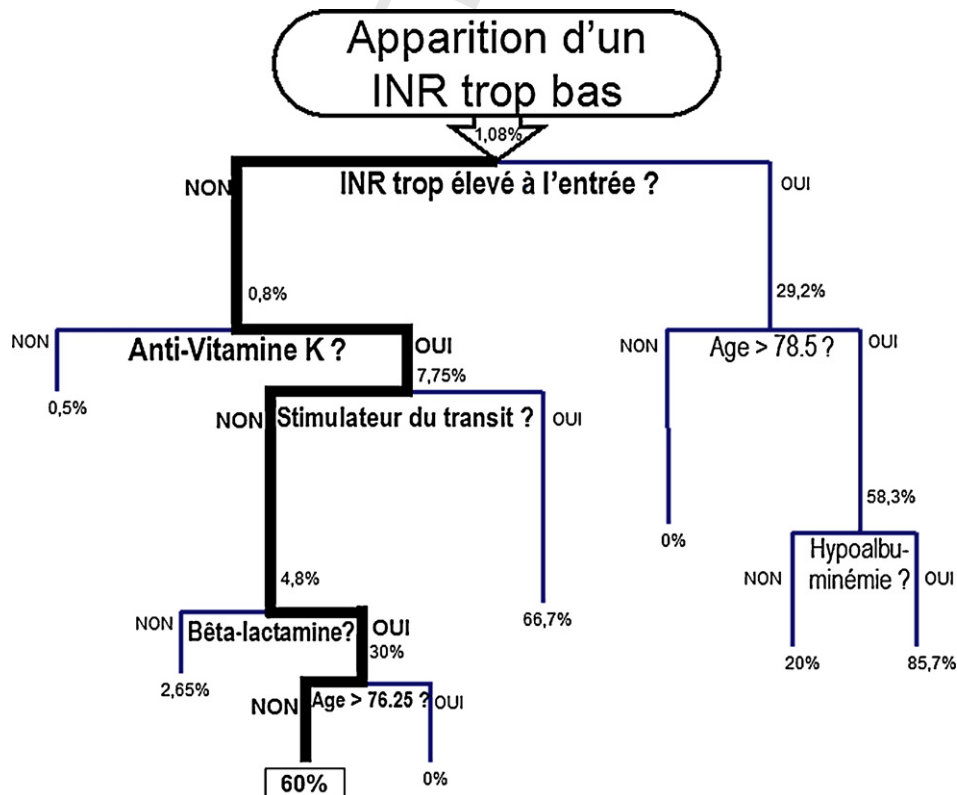 Apparition d'un
INR trop bas
1,08%
NON
INR trop élevé à l'entrée ?
OUI
0,8%
29,2%
NON
Anti-Vitamine K ?
OUI
NON
Age > 78.5 ?
OUI
7,75%
0,5%
NON
Stimulateur du transit ?
OUI
58,3%
0%
Hypoalbu-
minémie ?
NON
OUI
4,8%
NON
Bêta-lactamine?
OUI
66,7%
30%
20%
85,7%
2,65%
NON
Age > 76.25 ?
OUI
60%
0%